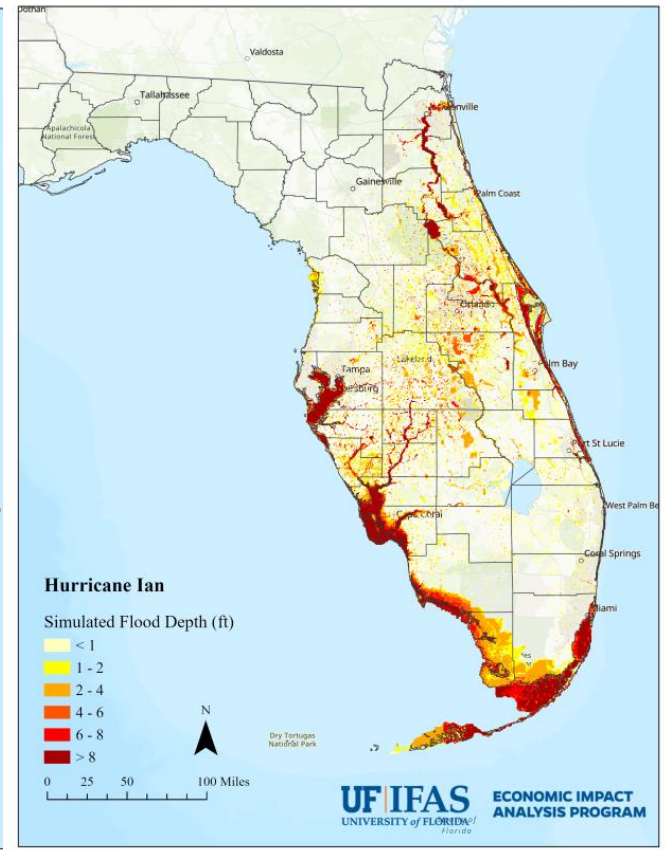 Dothan
Valdosta
Tallahassee
Apalachicola
National Forest
Gainesville
Palm Coast
Orlando
Lakeland
Tampa
Port St Lucie
West Palm Be
Cape Coral
Coral Springs
Miami
Hurricane Ian
Simulated Flood Depth (ft)
< 1
1 - 2
2 - 4
4 - 6
6 - 8
> 8
N
0 25 50 100 Miles
Dry Tortugas
National Park
UF|IFAS
UNIVERSITY of FLORIDA
ECONOMIC IMPACT
ANALYSIS PROGRAM
Florida